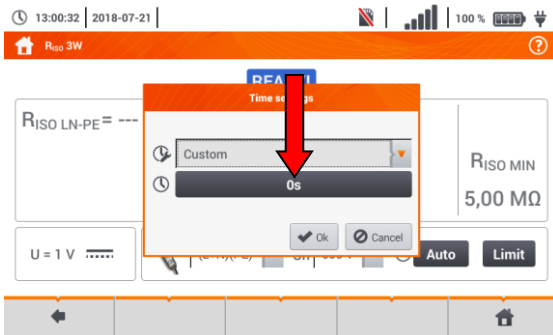 13:00:32 2018-07-21 100 %
RISO 3W
Time settings
RISO LN-PE= ---
Custom
0s
RISO MIN
5,00 MΩ
Ok Cancel
U = 1 V
Auto Limit